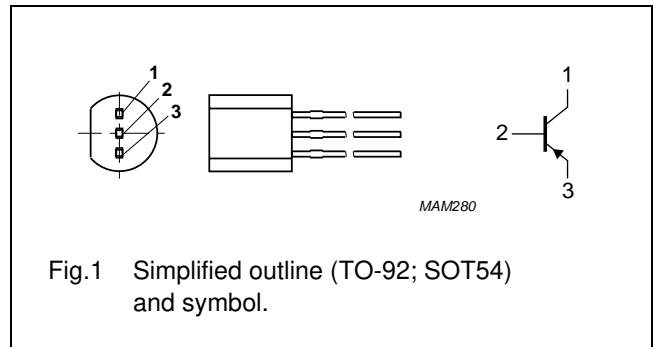 1
2
3
1
2
3
MAM280
Fig.1 Simplified outline (TO-92; SOT54)
and symbol.